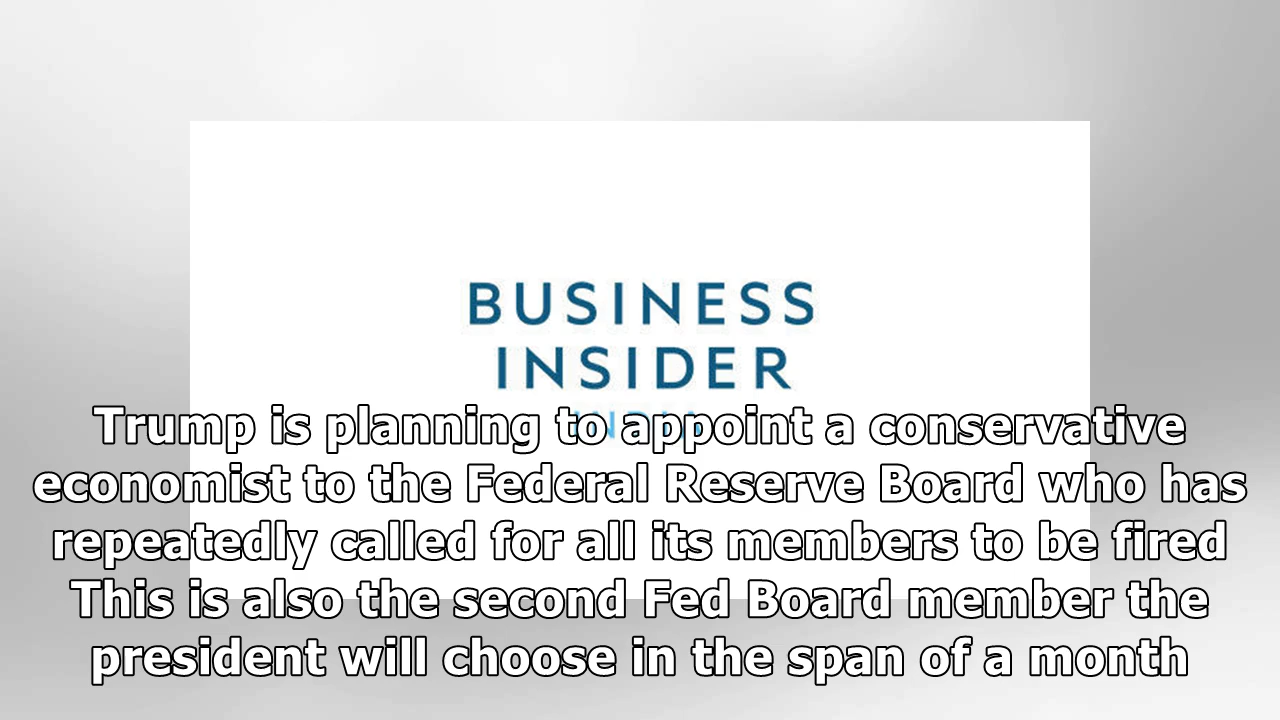 BUSINESS
INSIDER
INDIA
Trump is planning to appoint a conservative
economist to the Federal Reserve Board who has
repeatedly called for all its members to be fired
This is also the second Fed Board member the
president will choose in the span of a month